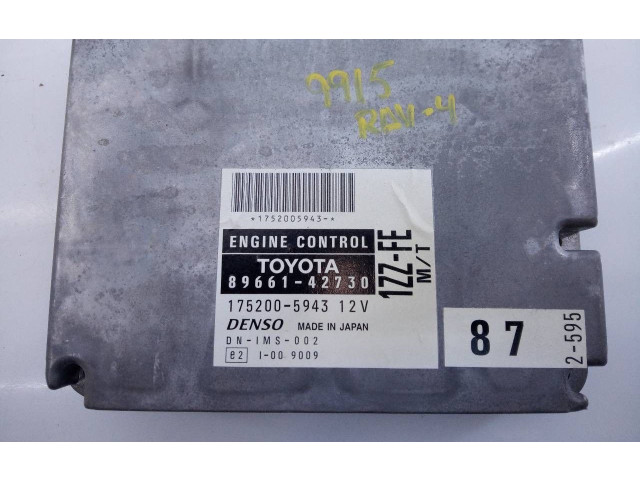 9915
RAV-4
*1752005943-*
ENGINE CONTROL
TOYOTA
89661-42730
175200-5943 12V
DENSO MADE IN JAPAN
DN-IMS-002
e2 I-00 9009
1ZZ-FE
M/T
87
2-595